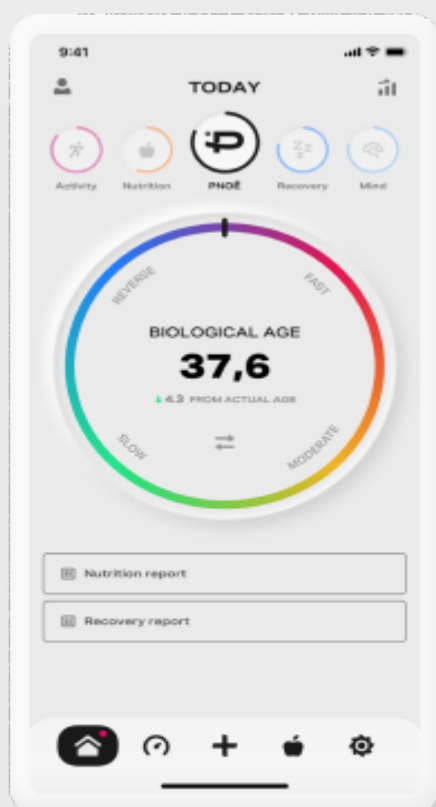 9:41
TODAY
Activity Nutrition PNOĒ Recovery Mind
REVERSE FAST
BIOLOGICAL AGE
37,6
4.3 FROM ACTUAL AGE
SLOW MODERATE
Nutrition report
Recovery report